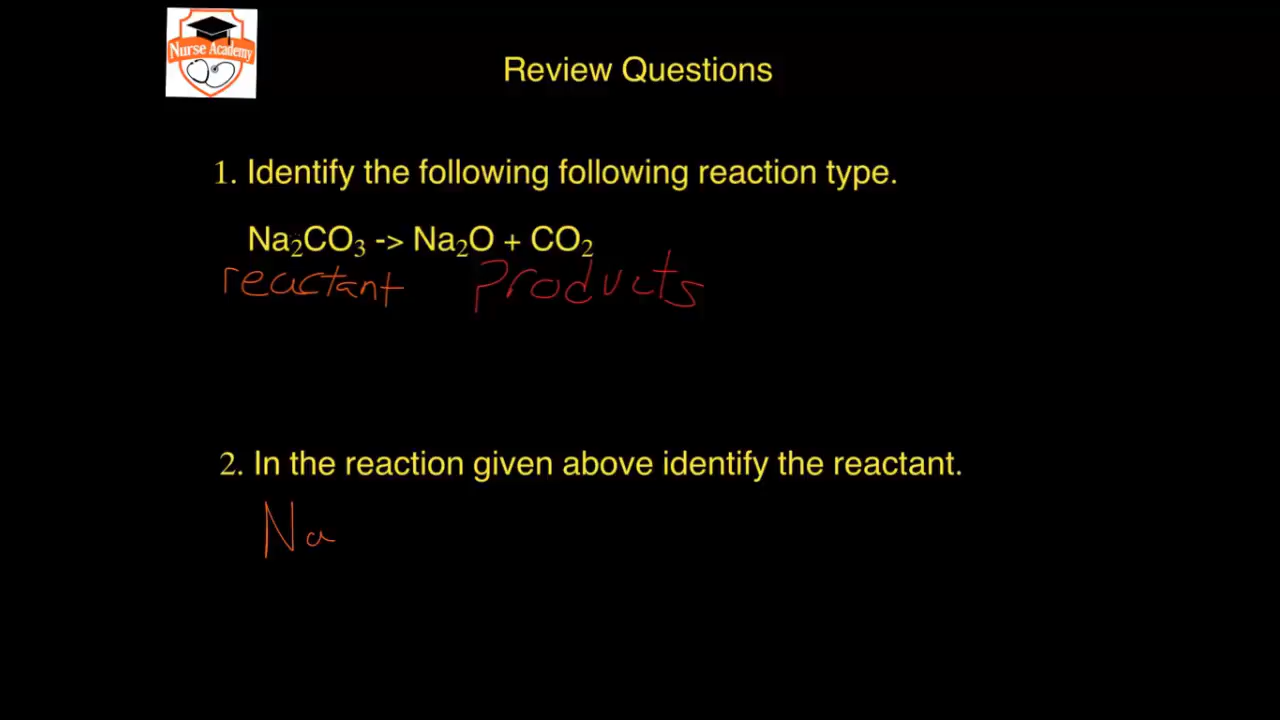 Nurse Academy
Review Questions
1. Identify the following following reaction type.
Na₂CO₃ -> Na₂O + CO₂
reactant products
2. In the reaction given above identify the reactant.
Na